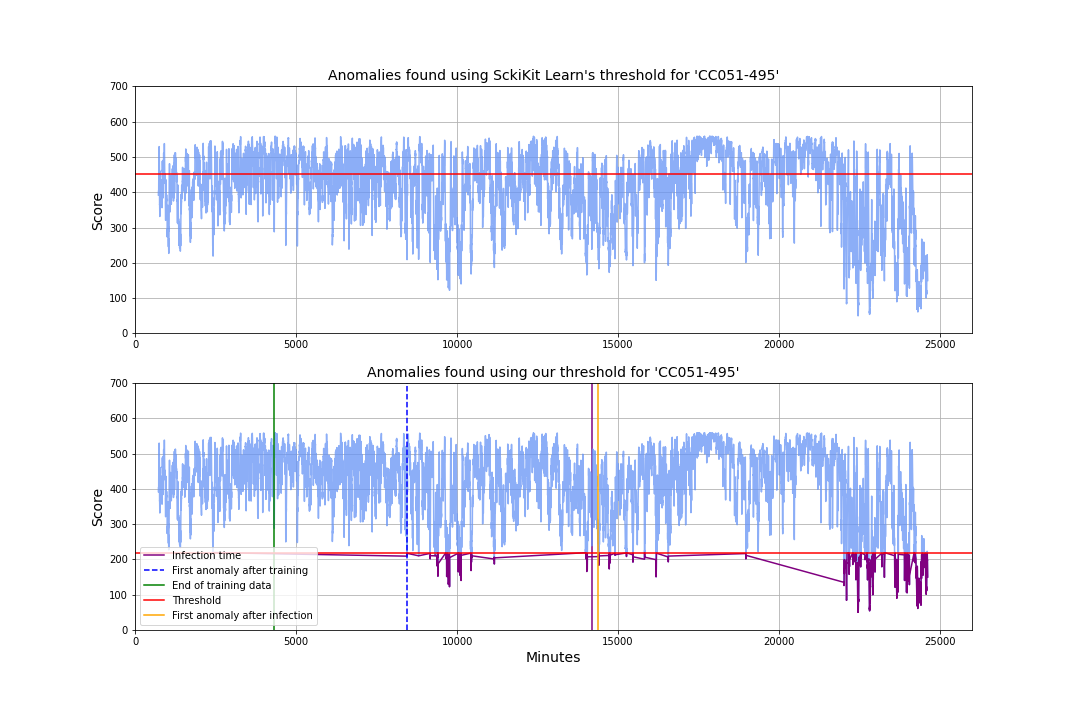 Anomalies found using SckiKit Learn's threshold for 'CC051-495'
700
600
500
400
300
200
100
0
Score
0 5000 10000 15000 20000 25000
Anomalies found using our threshold for 'CC051-495'
700
600
500
400
300
200
100
0
Score
Infection time
First anomaly after training
End of training data
Threshold
First anomaly after infection
0 5000 10000 15000 20000 25000
Minutes